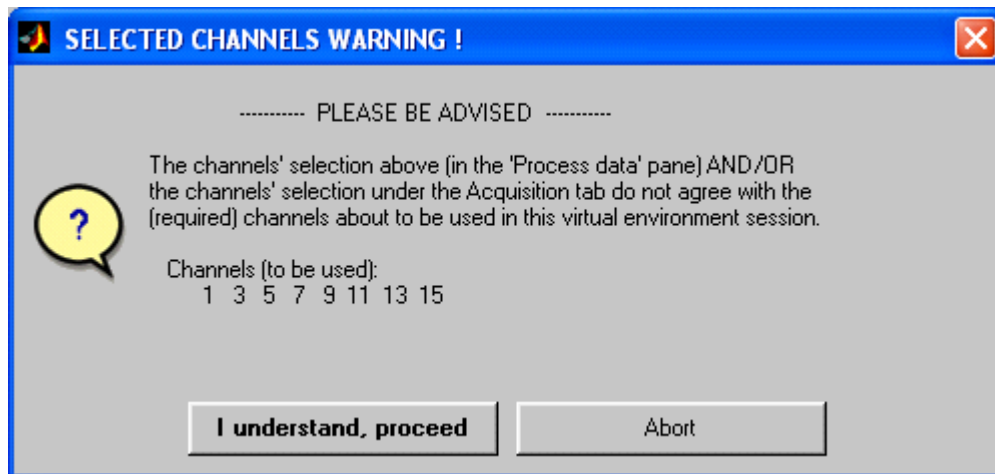 SELECTED CHANNELS WARNING !
----------- PLEASE BE ADVISED -----------
The channels' selection above (in the 'Process data' pane) AND/OR
the channels' selection under the Acquisition tab do not agree with the
(required) channels about to be used in this virtual environment session.
?
Channels (to be used):
1 3 5 7 9 11 13 15
I understand, proceed
Abort